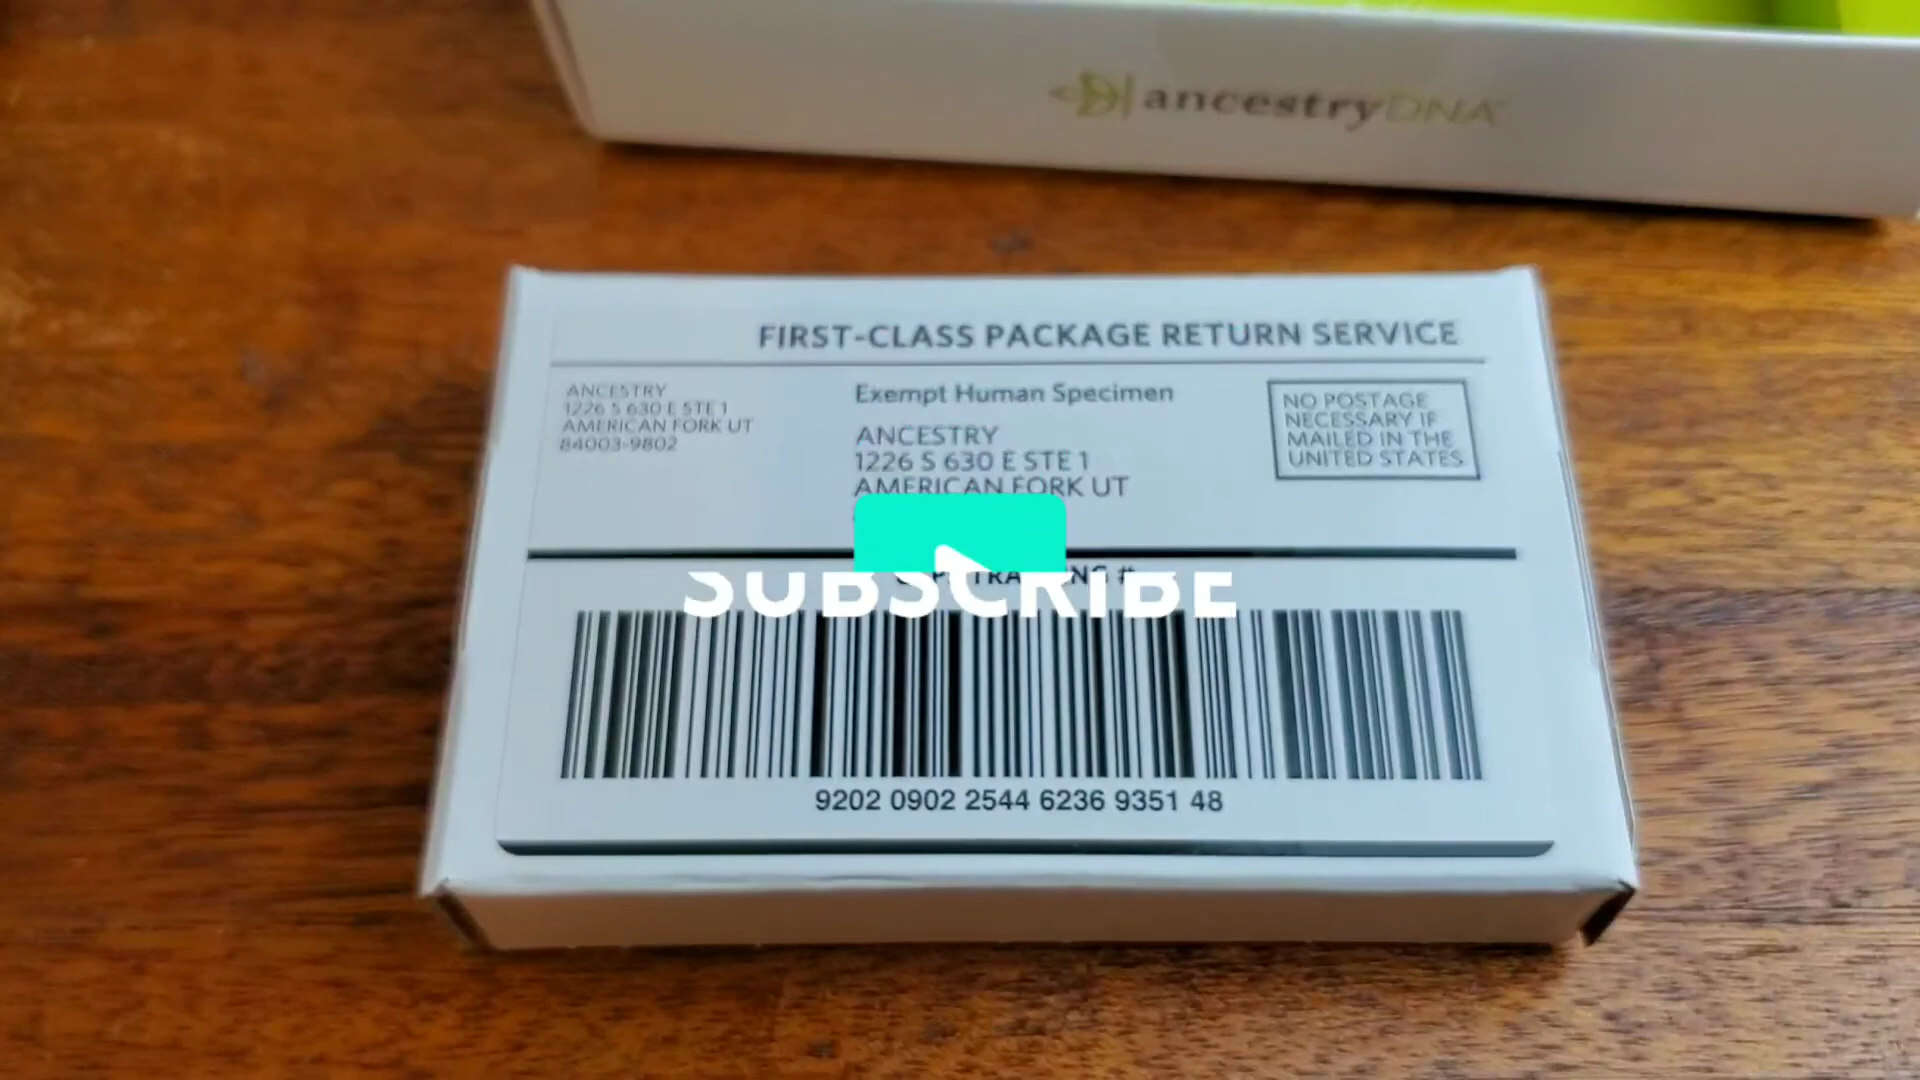 ancestryDNA
FIRST-CLASS PACKAGE RETURN SERVICE
ANCESTRY
1226 S 630 E STE 1
AMERICAN FORK UT
84003-9802
Exempt Human Specimen
ANCESTRY
1226 S 630 E STE 1
AMERICAN FORK UT
NO POSTAGE
NECESSARY IF
MAILED IN THE
UNITED STATES
SUBSCRIBE
#
9202 0902 2544 6236 9351 48